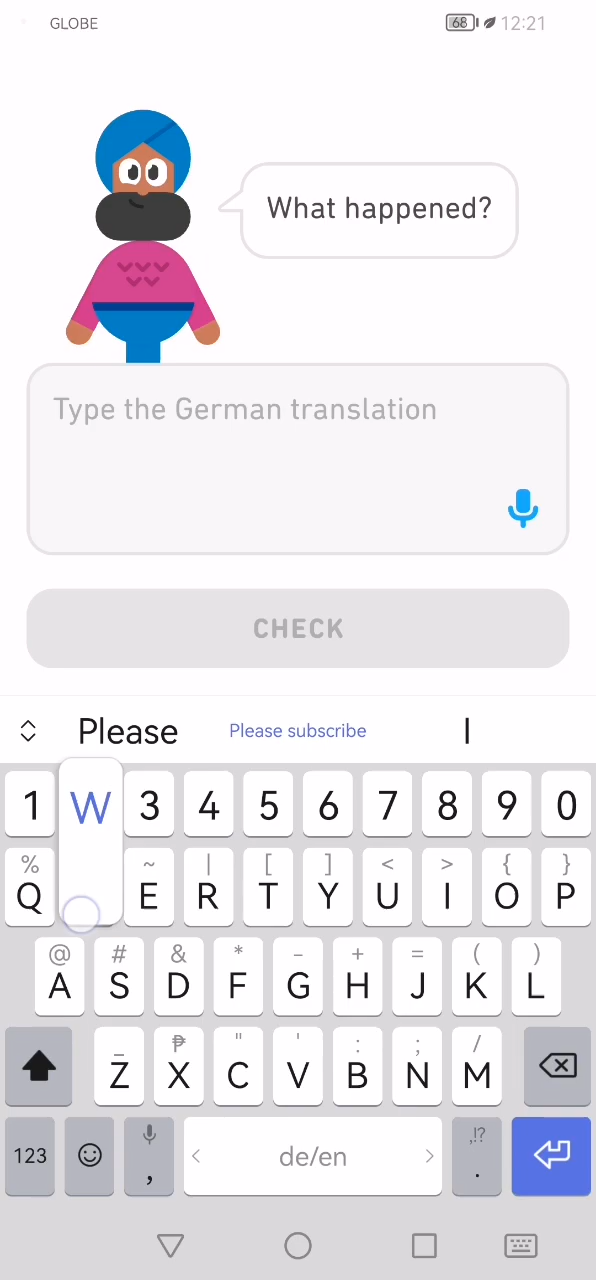 GLOBE 68 12:21
What happened?
Type the German translation
CHECK
Please Please subscribe I
1 W 3 4 5 6 7 8 9 0
% ~ | [ ] < > { }
Q E R T Y U I O P
@ # & * - + = ( )
A S D F G H J K L
_ ₱ " ' : ; /
Z X C V B N M
123 , < de/en > ,!? .